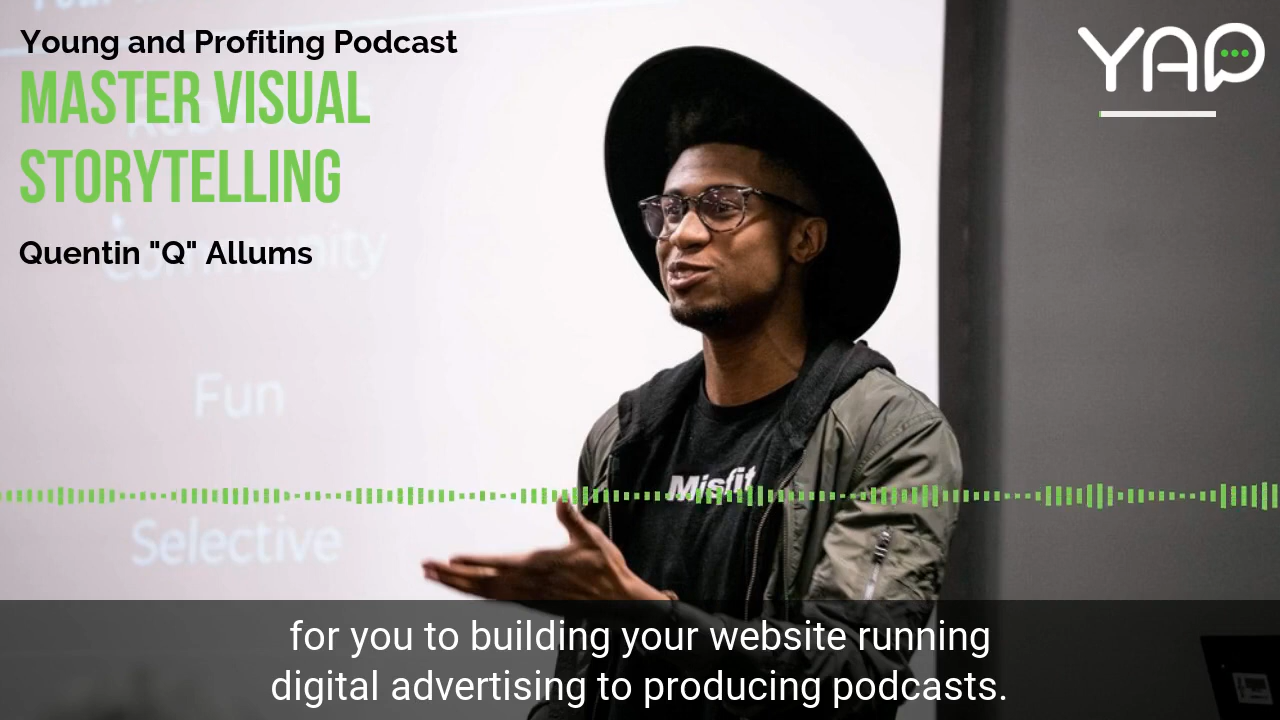 Young and Profiting Podcast
YAP
MASTER VISUAL
STORYTELLING
Quentin "Q" Allums
Fun
Misfit
Selective
for you to building your website running
digital advertising to producing podcasts.